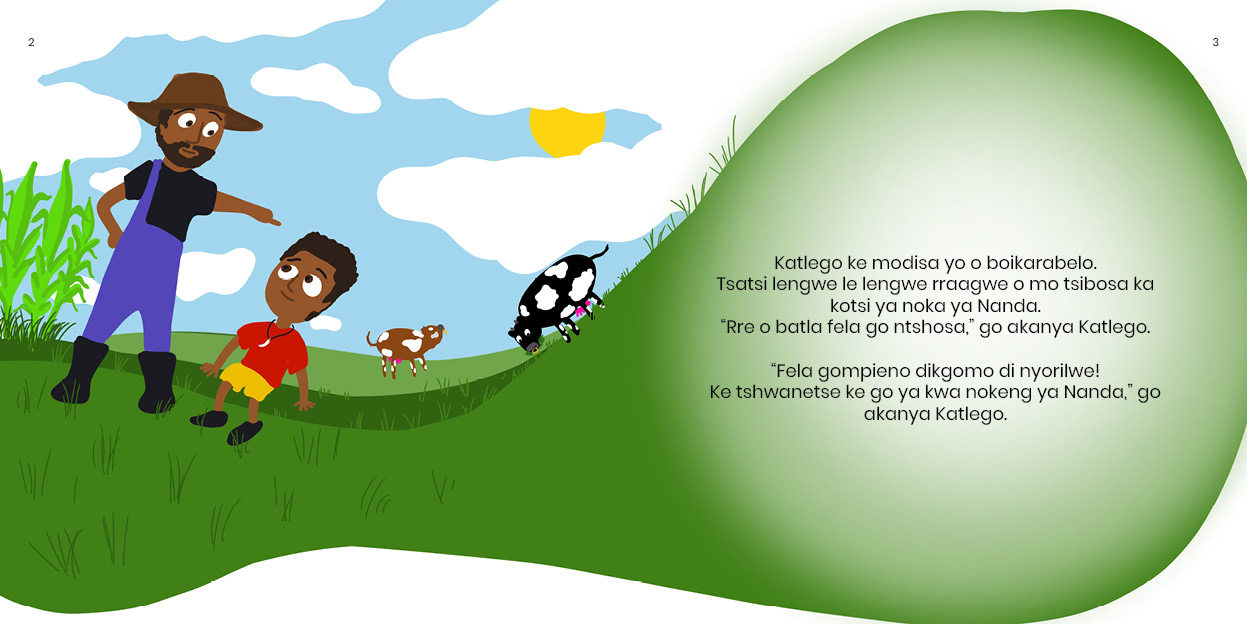 2
3
Katlego ke modisa yo o boikarabelo.
Tsatsi lengwe le lengwe rraagwe o mo tsibosa ka
kotsi ya noka ya Nanda.
“Rre o batla fela go ntshosa,” go akanya Katlego.
“Fela gompieno dikgomo di nyorilwe!
Ke tshwanetse ke go ya kwa nokeng ya Nanda,” go
akanya Katlego.